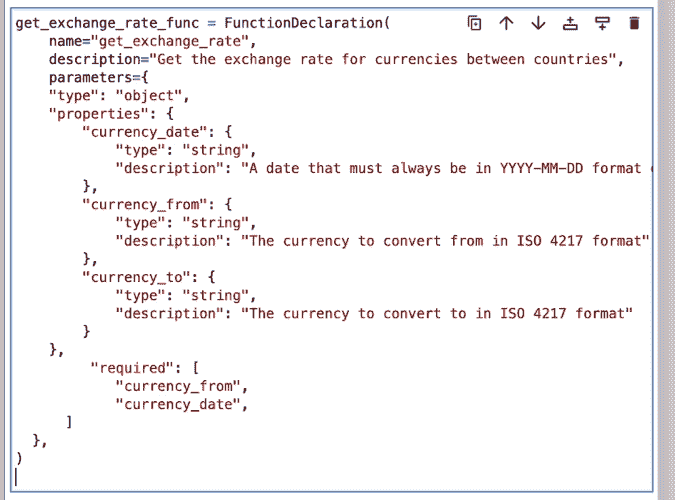 get_exchange_rate_func = FunctionDeclaration(
    name="get_exchange_rate",
    description="Get the exchange rate for currencies between countries",
    parameters={
    "type": "object",
    "properties": {
        "currency_date": {
            "type": "string",
            "description": "A date that must always be in YYYY-MM-DD format
        },
        "currency_from": {
            "type": "string",
            "description": "The currency to convert from in ISO 4217 format"
        },
        "currency_to": {
            "type": "string",
            "description": "The currency to convert to in ISO 4217 format"
        }
    },
         "required": [
            "currency_from",
            "currency_date",
      ]
  },
)